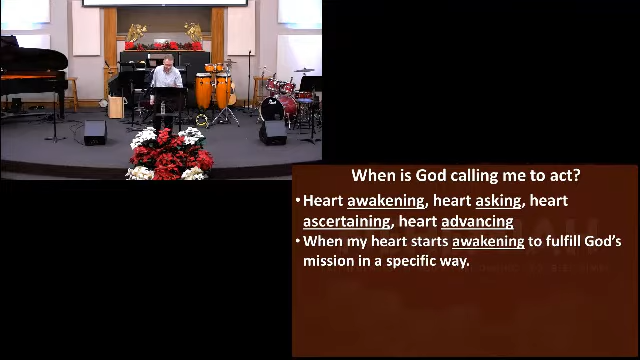 When is God calling me to act?
•Heart awakening, heart asking, heart
ascertaining, heart advancing
•When my heart starts awakening to fulfill God's
mission in a specific way.